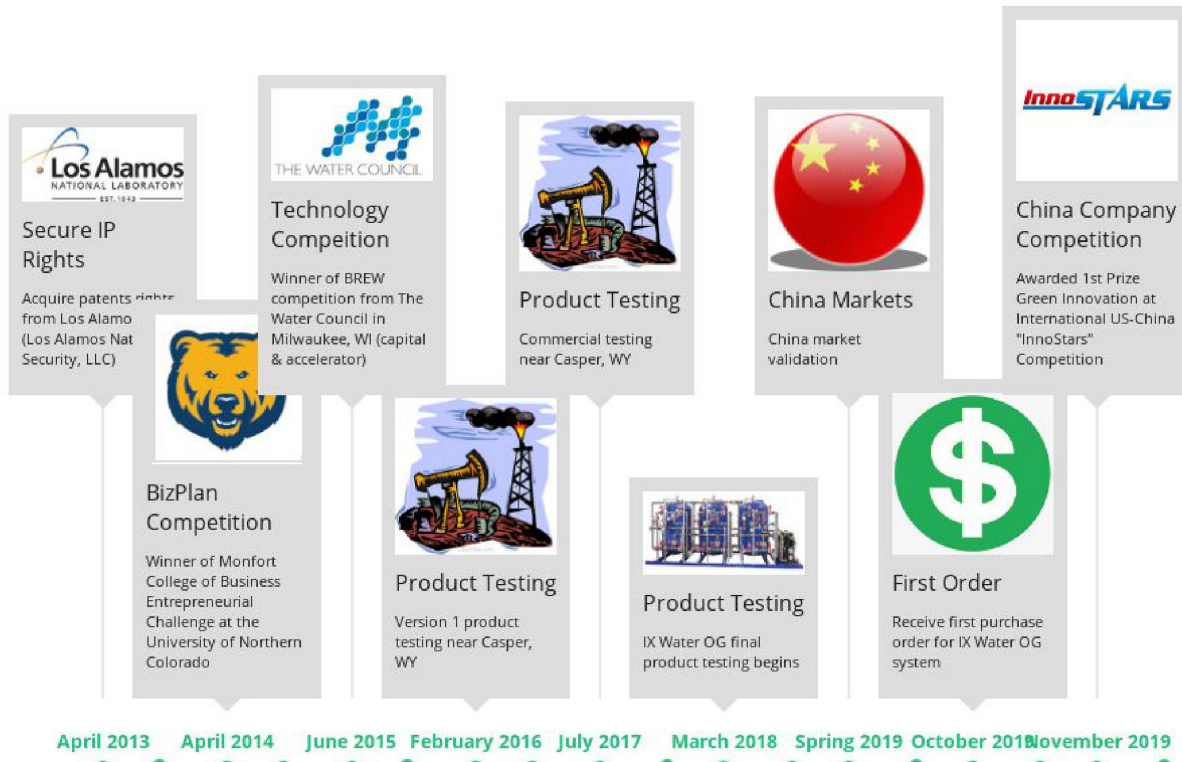 Los Alamos
NATIONAL LABORATORY
EST. 1943
Secure IP
Rights
Acquire patents rights
from Los Alamo
(Los Alamos Nat
Security, LLC)
BizPlan
Competition
Winner of Monfort
College of Business
Entrepreneurial
Challenge at the
University of Northern
Colorado
THE WATER COUNCIL
Technology
Compeition
Winner of BREW
competition from The
Water Council in
Milwaukee, WI (capital
& accelerator)
Product Testing
Version 1 product
testing near Casper,
WY
Product Testing
Commercial testing
near Casper, WY
Product Testing
IX Water OG final
product testing begins
China Markets
China market
validation
First Order
Receive first purchase
order for IX Water OG
system
InnoSTARS
China Company
Competition
Awarded 1st Prize
Green Innovation at
International US-China
"InnoStars"
Competition
April 2013 April 2014 June 2015 February 2016 July 2017 March 2018 Spring 2019 October 2019 November 2019